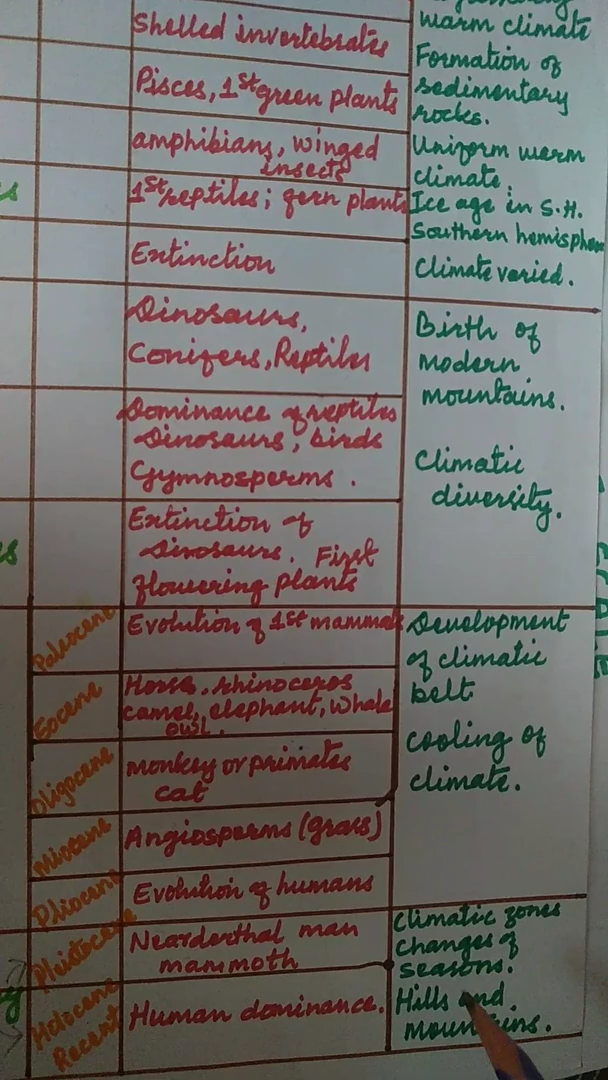 warm climate
Shelled invertebrates
Formation of
sedimentary
rocks.
Pisces, 1st green plants
amphibians, winged
insects
Uniform warm
climate.
1st reptiles; fern plants
Ice age in S.H.
Southern hemisphere
Extinction
Climate varied.
Dinosaurs,
Conifers, Reptiles
Birth of
modern
mountains.
Dominance of reptiles
Dinosaurs, birds
Gymnosperms.
Climatic
diversity.
Extinction of
Dinosaurs. First
flowering plants
Paleocene
Evolution of 1st mammals
Development
of climatic
belt
Eocene
Horse, rhinoceros
camel, elephant, whale
owl.
cooling of
climate.
Oligocene
monkey or primates
cat
Miocene
Angiosperms (grass)
Pliocene
Evolution of humans
Pleistocene
Nearderthal man
mammoth
Climatic zones
changes of
seasons.
Holocene
Recent
Human dominance.
Hills and
mountains.